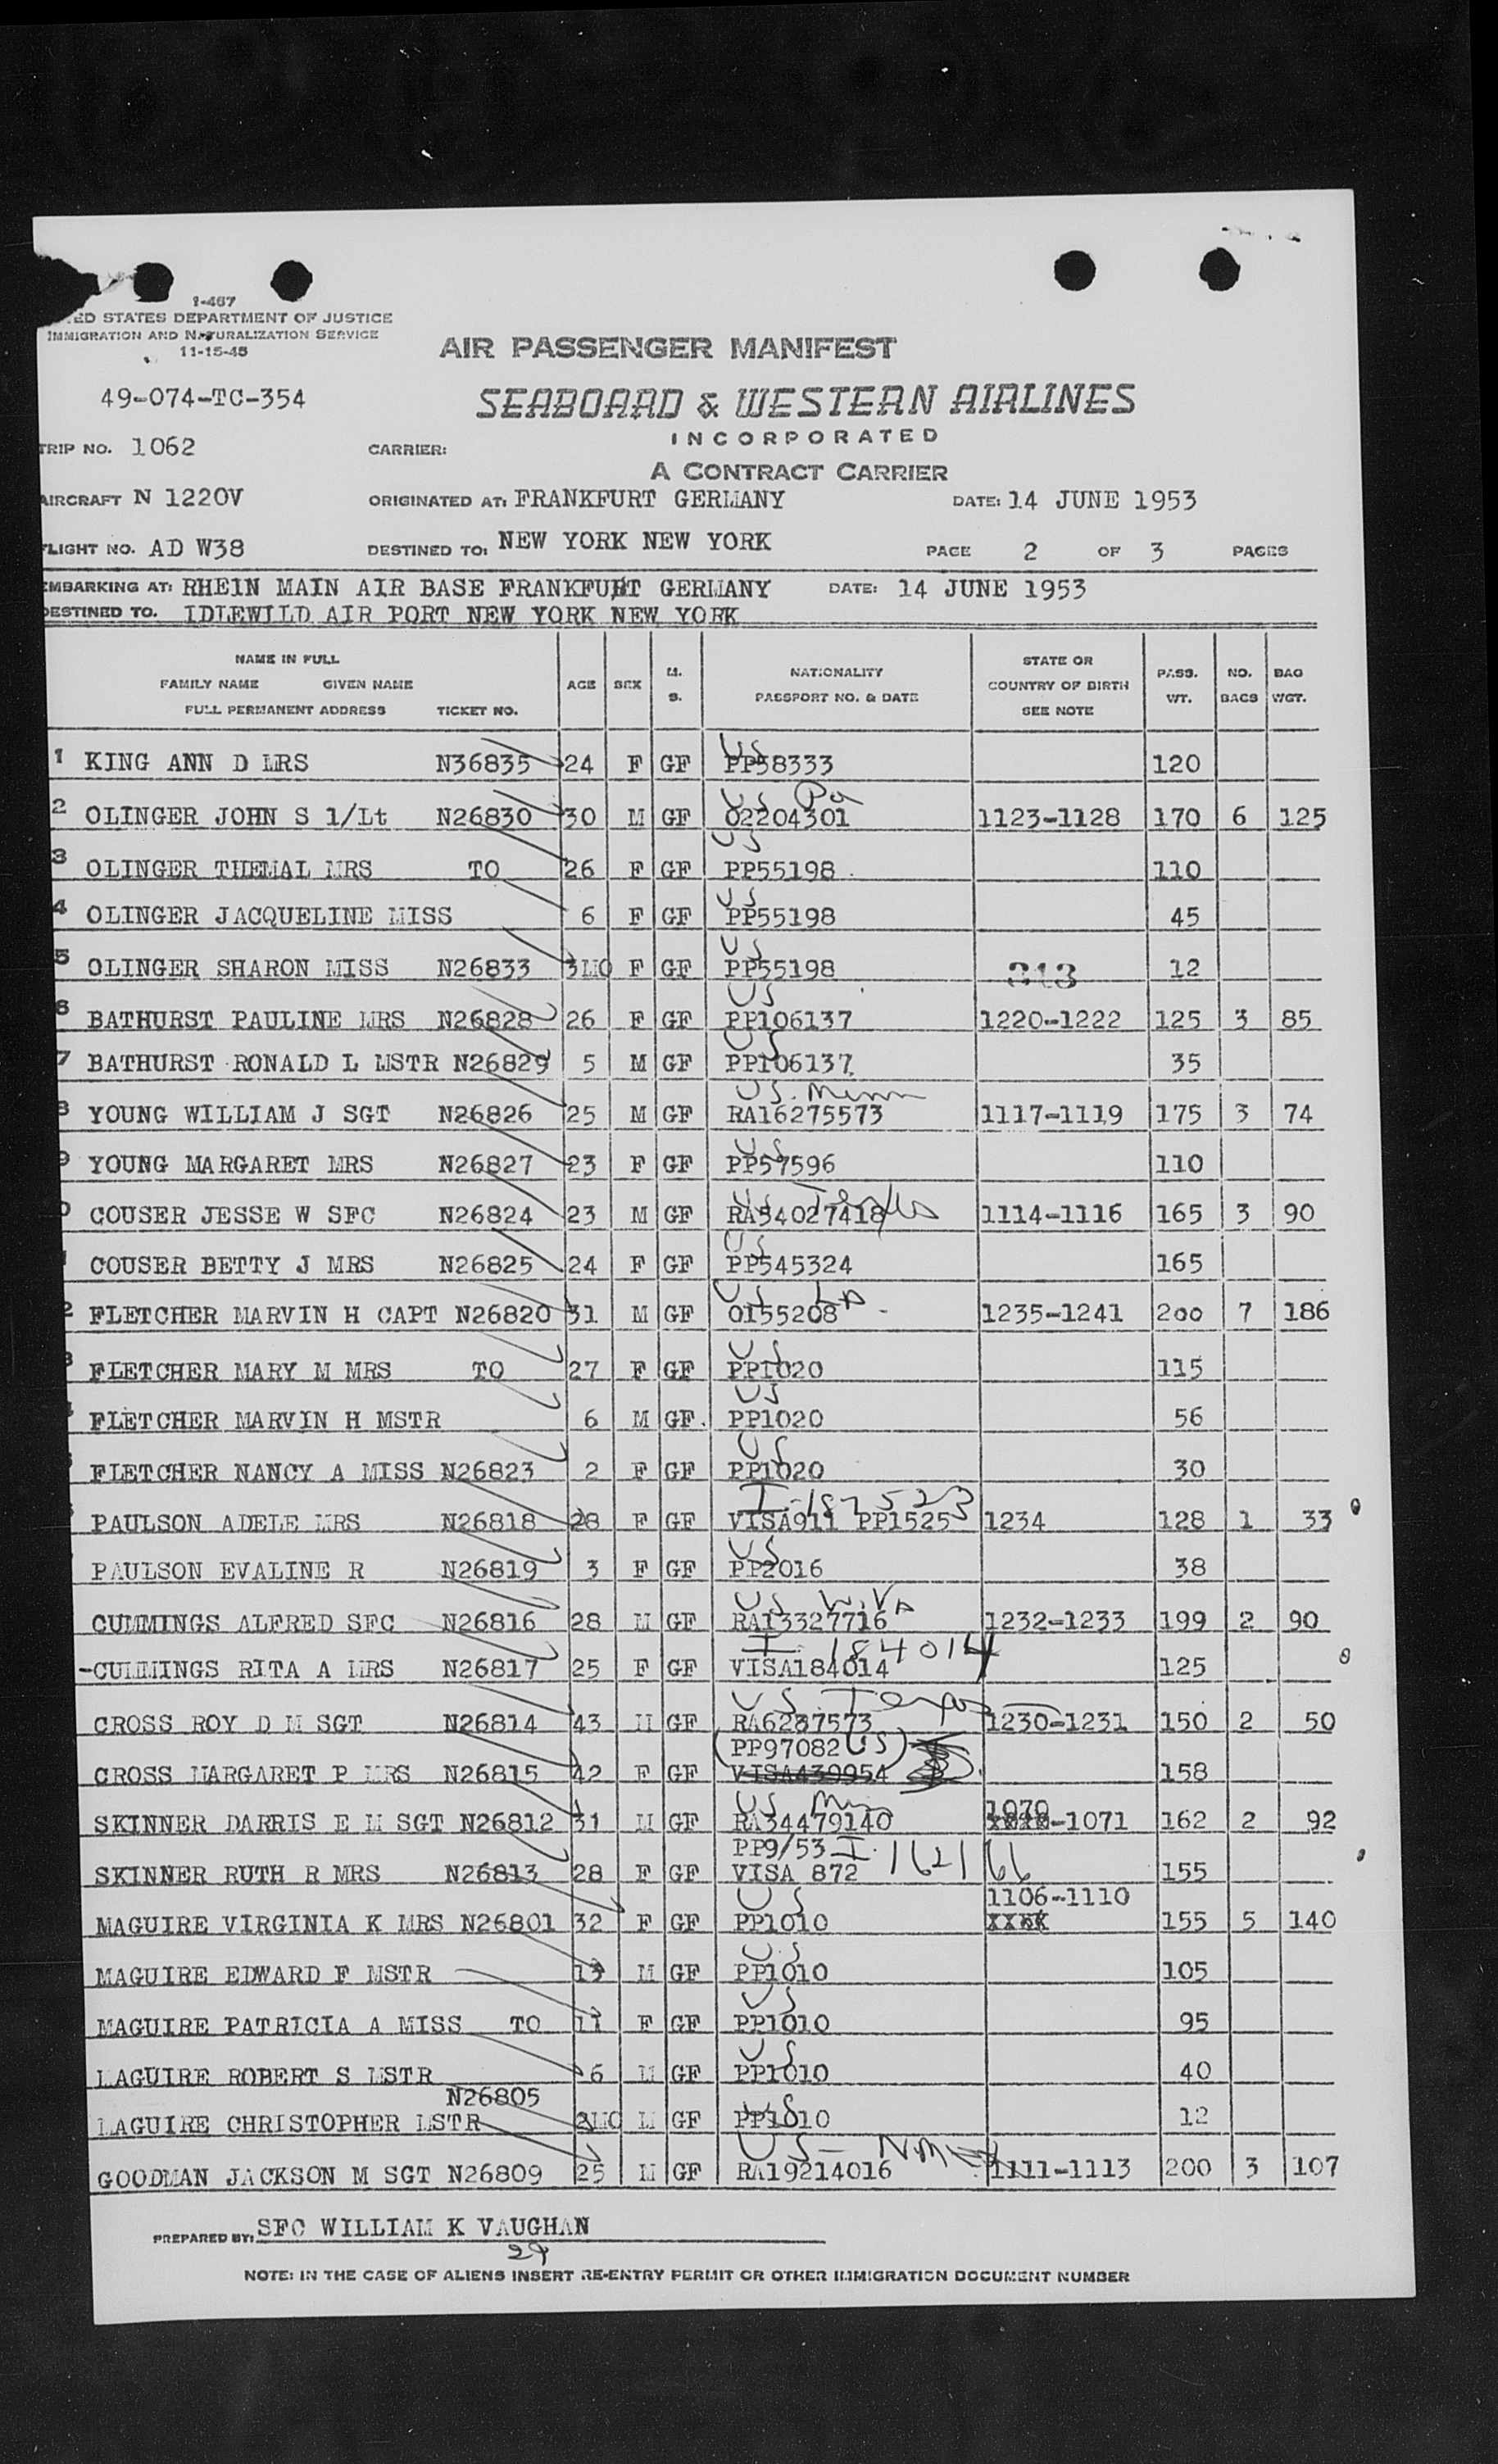 1-467
ED STATES DEPARTMENT OF JUSTICE
IMMIGRATION AND NATURALIZATION SERVICE
11-15-48
AIR PASSENGER MANIFEST
49-074-TC-354
SEABOARD & WESTERN AIRLINES
INCORPORATED
TRIP NO. 1062 CARRIER:
A CONTRACT CARRIER
AIRCRAFT N 1220V ORIGINATED AT: FRANKFURT GERMANY DATE: 14 JUNE 1953
FLIGHT NO. AD W38 DESTINED TO: NEW YORK NEW YORK PAGE 2 OF 3 PAGES
EMBARKING AT: RHEIN MAIN AIR BASE FRANKFURT GERMANY DATE: 14 JUNE 1953
DESTINED TO. IDLEWILD AIR PORT NEW YORK NEW YORK
NAME IN FULL
FAMILY NAME GIVEN NAME
FULL PERMANENT ADDRESS TICKET NO.
AGE SEX M. S.
NATIONALITY
PASSPORT NO. & DATE
STATE OR
COUNTRY OF BIRTH
SEE NOTE
PASS. WT. NO. BAGS BAG WGT.
US
1 KING ANN D MRS N36835 24 F GF PP58333 120
US Pa
2 OLINGER JOHN S 1/Lt N26830 30 M GF 02204301 1123-1128 170 6 125
US
3 OLINGER THEMAL MRS TO 26 F GF PP55198 110
US
4 OLINGER JACQUELINE MISS 6 F GF PP55198 45
US
5 OLINGER SHARON MISS N26833 3MO F GF PP55198 313 12
US
6 BATHURST PAULINE MRS N26828 26 F GF PP106137 1220-1222 125 3 85
US
7 BATHURST RONALD L MSTR N26829 5 M GF PP106137 35
US. Minn
8 YOUNG WILLIAM J SGT N26826 25 M GF RA16275573 1117-1119 175 3 74
US
9 YOUNG MARGARET MRS N26827 23 F GF PP57596 110
US
0 COUSER JESSE W SFC N26824 23 M GF RA34027418 1114-1116 165 3 90
US
COUSER BETTY J MRS N26825 24 F GF PP545324 165
US
2 FLETCHER MARVIN H CAPT N26820 31 M GF 0155208 1235-1241 200 7 186
US
FLETCHER MARY M MRS TO 27 F GF PP1020 115
US
FLETCHER MARVIN H MSTR 6 M GF. PP1020 56
US
FLETCHER NANCY A MISS N26823 2 F GF PP1020 30
I-187523
PAULSON ADELE MRS N26818 28 F GF VISA911 PP1525 1234 128 1 33
US
PAULSON EVALINE R N26819 3 F GF PP2016 38
US W.Va
CUMMINGS ALFRED SFC N26816 28 M GF RA13327716 1232-1233 199 2 90
I. 184014
-CUMMINGS RITA A MRS N26817 25 F GF VISA184014 125
US. Texas
CROSS ROY D M SGT N26814 43 M GF RA6287573 1230-1231 150 2 50
(PP97082 US)
CROSS MARGARET P MRS N26815 42 F GF VISA439954 158
US 1070
SKINNER DARRIS E M SGT N26812 31 M GF RA34479140 -1071 162 2 92
PP9/53 I. 162166
SKINNER RUTH R MRS N26813 28 F GF VISA 872 155
US 1106-1110
MAGUIRE VIRGINIA K MRS N26801 32 F GF PP1010 XXXX 155 5 140
US
MAGUIRE EDWARD F MSTR 13 M GF PP1010 105
US
MAGUIRE PATRICIA A MISS TO 11 F GF PP1010 95
US
MAGUIRE ROBERT S MSTR 6 M GF PP1010 40
N26805 US
MAGUIRE CHRISTOPHER MSTR 2MO M GF PP1010 12
US - N.Mex
GOODMAN JACKSON M SGT N26809 25 M GF RA19214016 1111-1113 200 3 107
PREPARED BY: SFC WILLIAM K VAUGHAN
29
NOTE: IN THE CASE OF ALIENS INSERT RE-ENTRY PERMIT OR OTHER IMMIGRATION DOCUMENT NUMBER